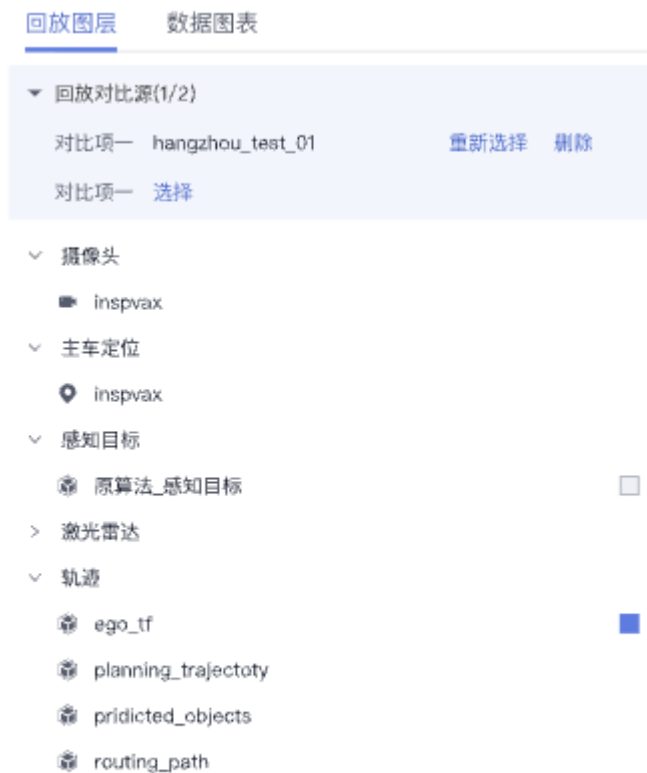 回放图层 数据图表
回放对比源(1/2)
对比项一 hangzhou_test_01 重新选择 删除
对比项一 选择
摄像头
inspvax
主车定位
inspvax
感知目标
原算法_感知目标
激光雷达
轨迹
ego_tf
planning_trajectoty
pridicted_objects
routing_path